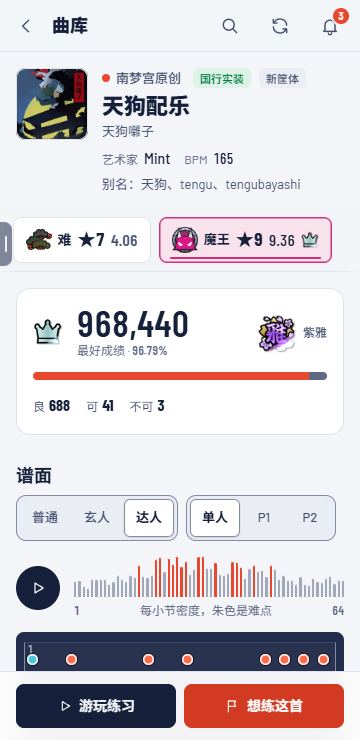 曲库
3
南梦宫原创 国行实装 新筐体
天狗配乐
天狗囃子
艺术家 Mint BPM 165
别名：天狗、tengu、tengubayashi
难 ★7 4.06
魔王 ★9 9.36
968,440
最好成绩 · 96.79%
雅 紫雅
良 688 可 41 不可 3
谱面
普通 玄人 达人 单人 P1 P2
1 每小节密度，朱色是难点 64
1
游玩练习 想练这首